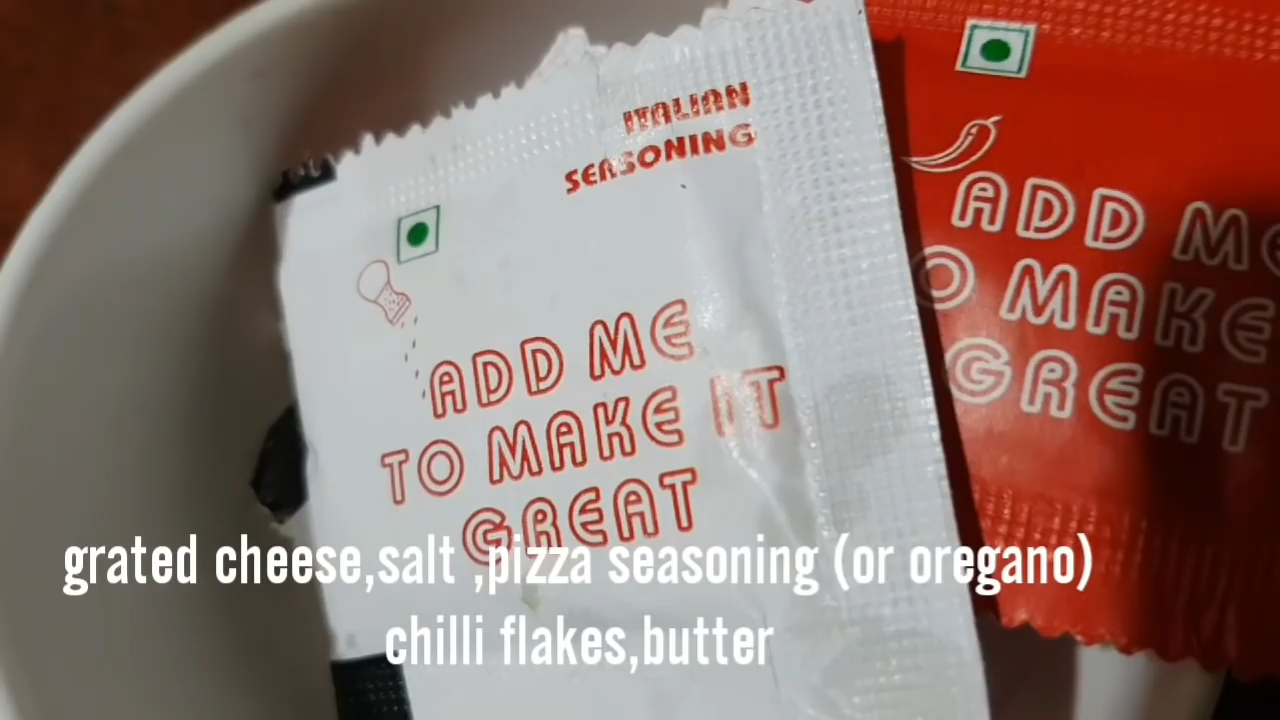 ITALIAN
SEASONING
ADD ME
TO MAKE IT
GREAT
ADD ME
TO MAKE
GREAT
grated cheese,salt ,pizza seasoning (or oregano)
chilli flakes,butter